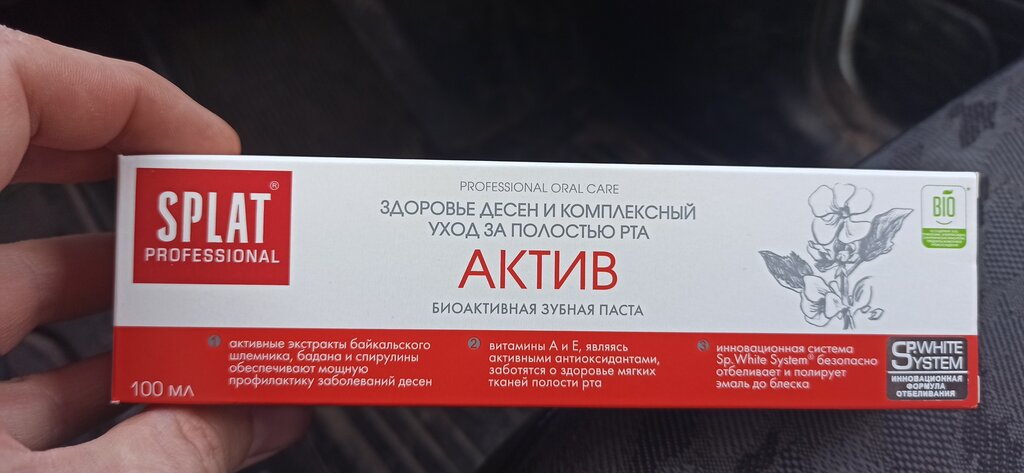 SPLAT®
PROFESSIONAL
PROFESSIONAL ORAL CARE
ЗДОРОВЬЕ ДЕСЕН И КОМПЛЕКСНЫЙ
УХОД ЗА ПОЛОСТЬЮ РТА
АКТИВ
БИОАКТИВНАЯ ЗУБНАЯ ПАСТА
BIO
1 активные экстракты байкальского
шлемника, бадана и спирулины
обеспечивают мощную
профилактику заболеваний десен
2 витамины А и Е, являясь
активными антиоксидантами,
заботятся о здоровье мягких
тканей полости рта
3 инновационная система
Sp.White System® безопасно
отбеливает и полирует
эмаль до блеска
SP.WHITE
SYSTEM
ИННОВАЦИОННАЯ
ФОРМУЛА
ОТБЕЛИВАНИЯ
100 мл